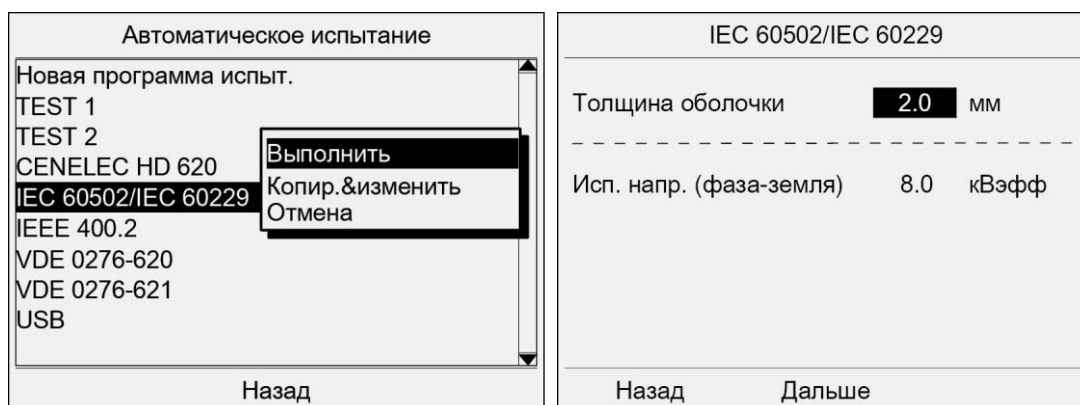 Автоматическое испытание
Новая программа испыт.
TEST 1
TEST 2
CENELEC HD 620
IEC 60502/IEC 60229
IEEE 400.2
VDE 0276-620
VDE 0276-621
USB
Выполнить
Копир.&изменить
Отмена
Назад
IEC 60502/IEC 60229
Толщина оболочки 2.0 мм
Исп. напр. (фаза-земля) 8.0 кВэфф
Назад Дальше